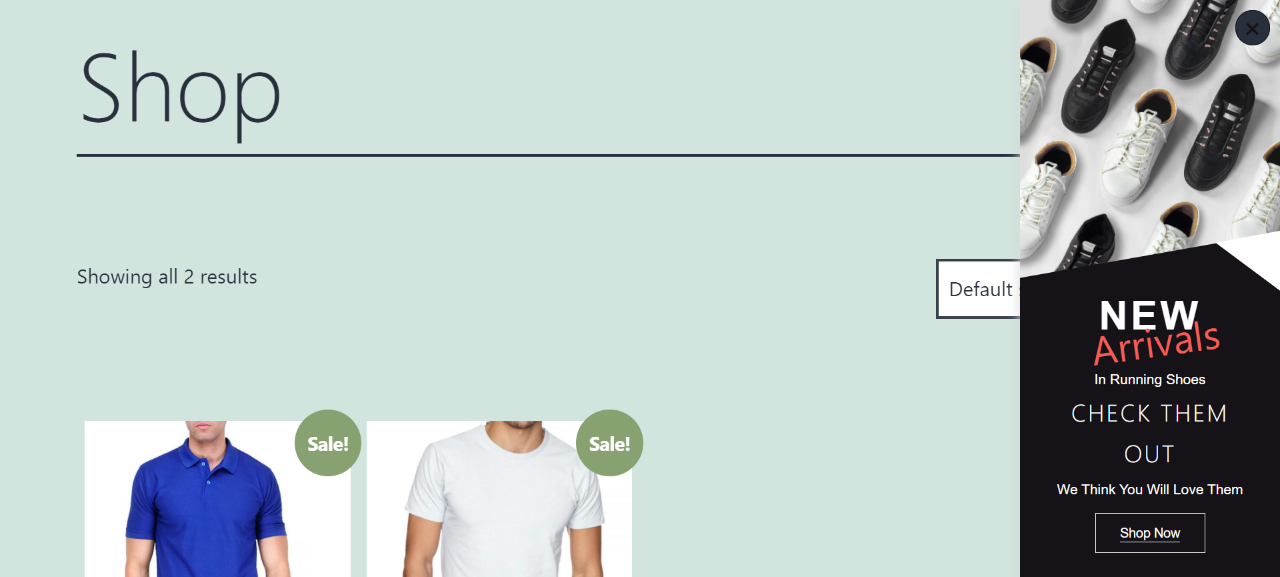 Shop
Showing all 2 results
Default
Sale!
Sale!
NEW
Arrivals
In Running Shoes
CHECK THEM
OUT
We Think You Will Love Them
Shop Now